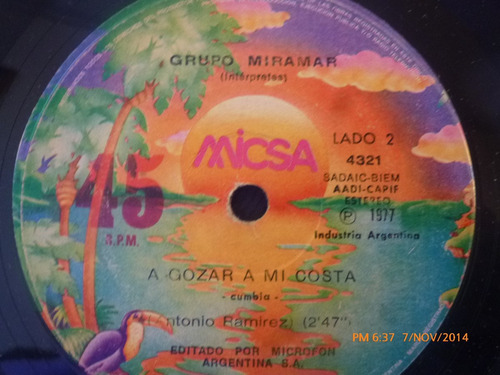 GRUPO MIRAMAR
(Intérpretes)
MICSA
LADO 2
4321
SADAIC-BIEM
AADI-CAPIF
ESTEREO
℗ 1977
Industria Argentina
45
R.P.M.
A GOZAR A MI COSTA
- cumbia -
(Antonio Ramirez) (2'47")
EDITADO POR MICROFON
ARGENTINA S.A.
PM 6:37 7/NOV/2014